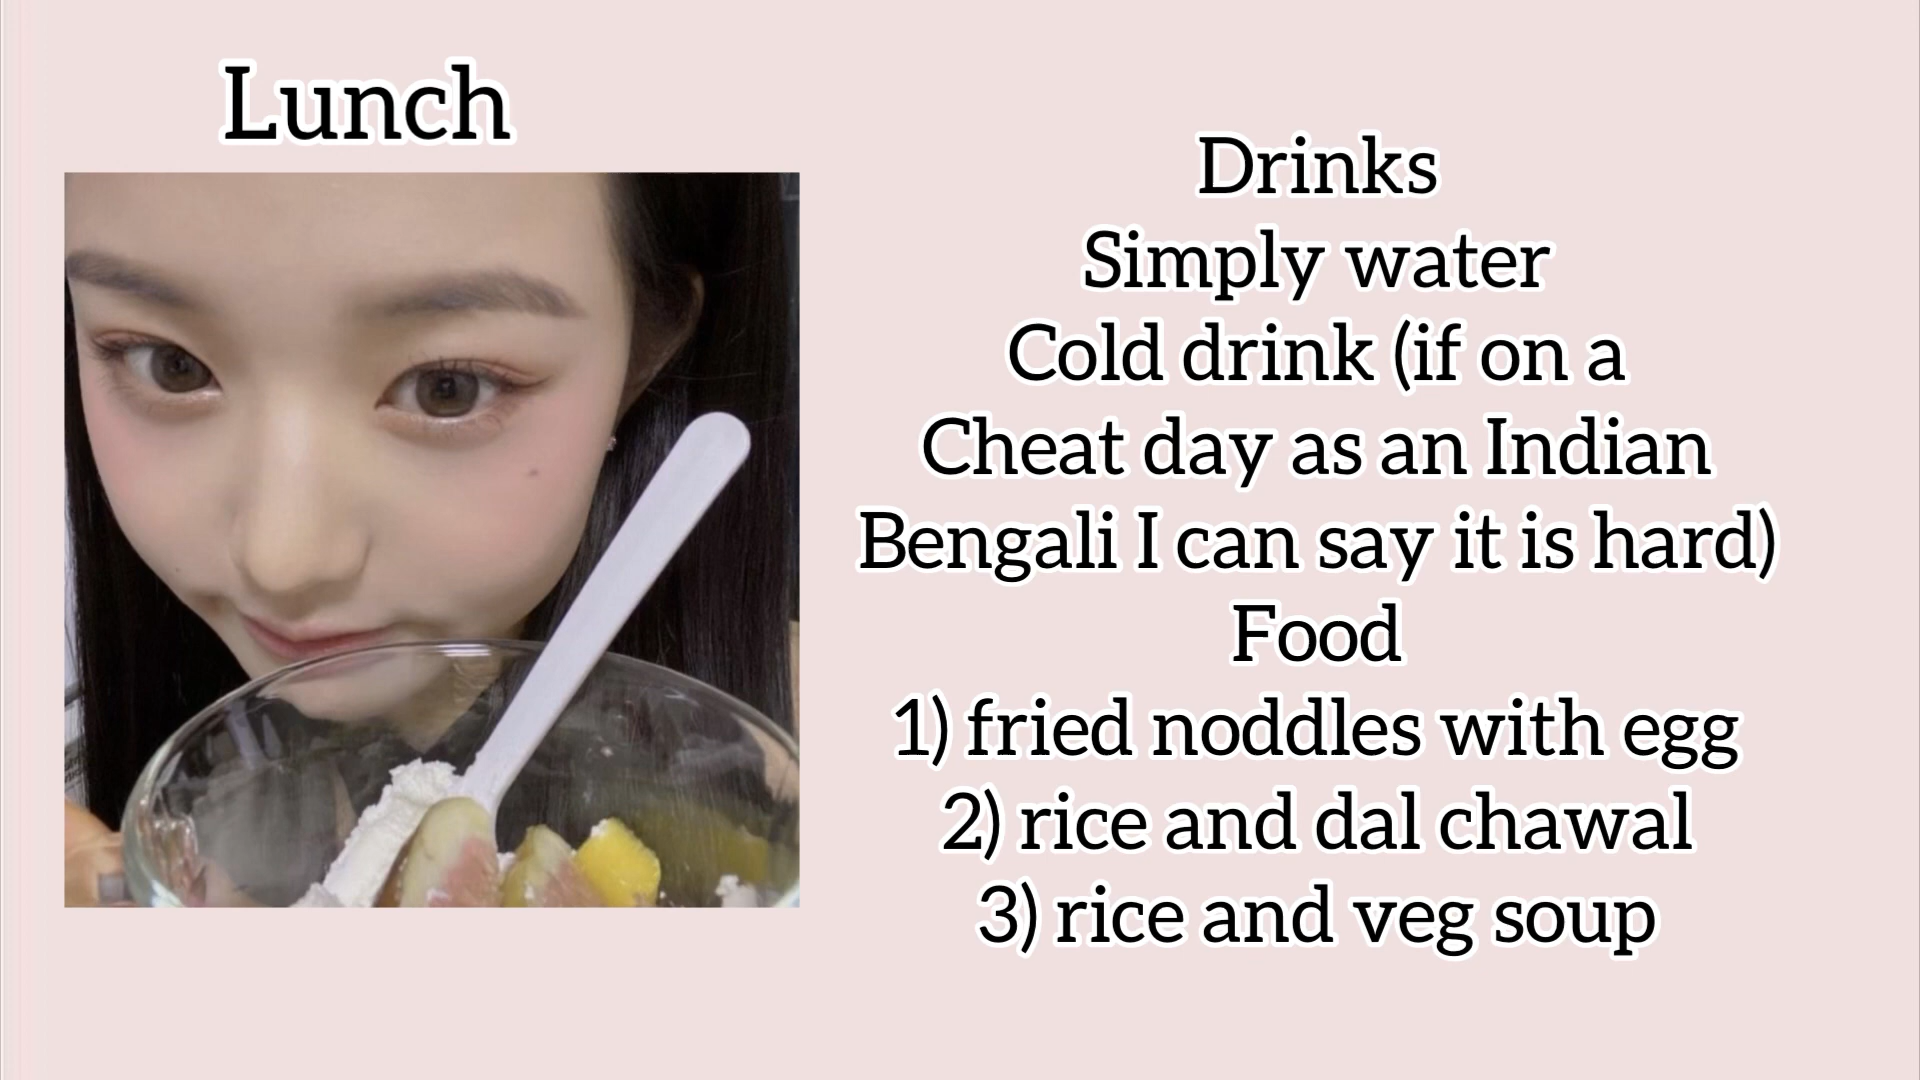 Lunch
Drinks
Simply water
Cold drink (if on a
Cheat day as an Indian
Bengali I can say it is hard)
Food
1) fried noddles with egg
2) rice and dal chawal
3) rice and veg soup